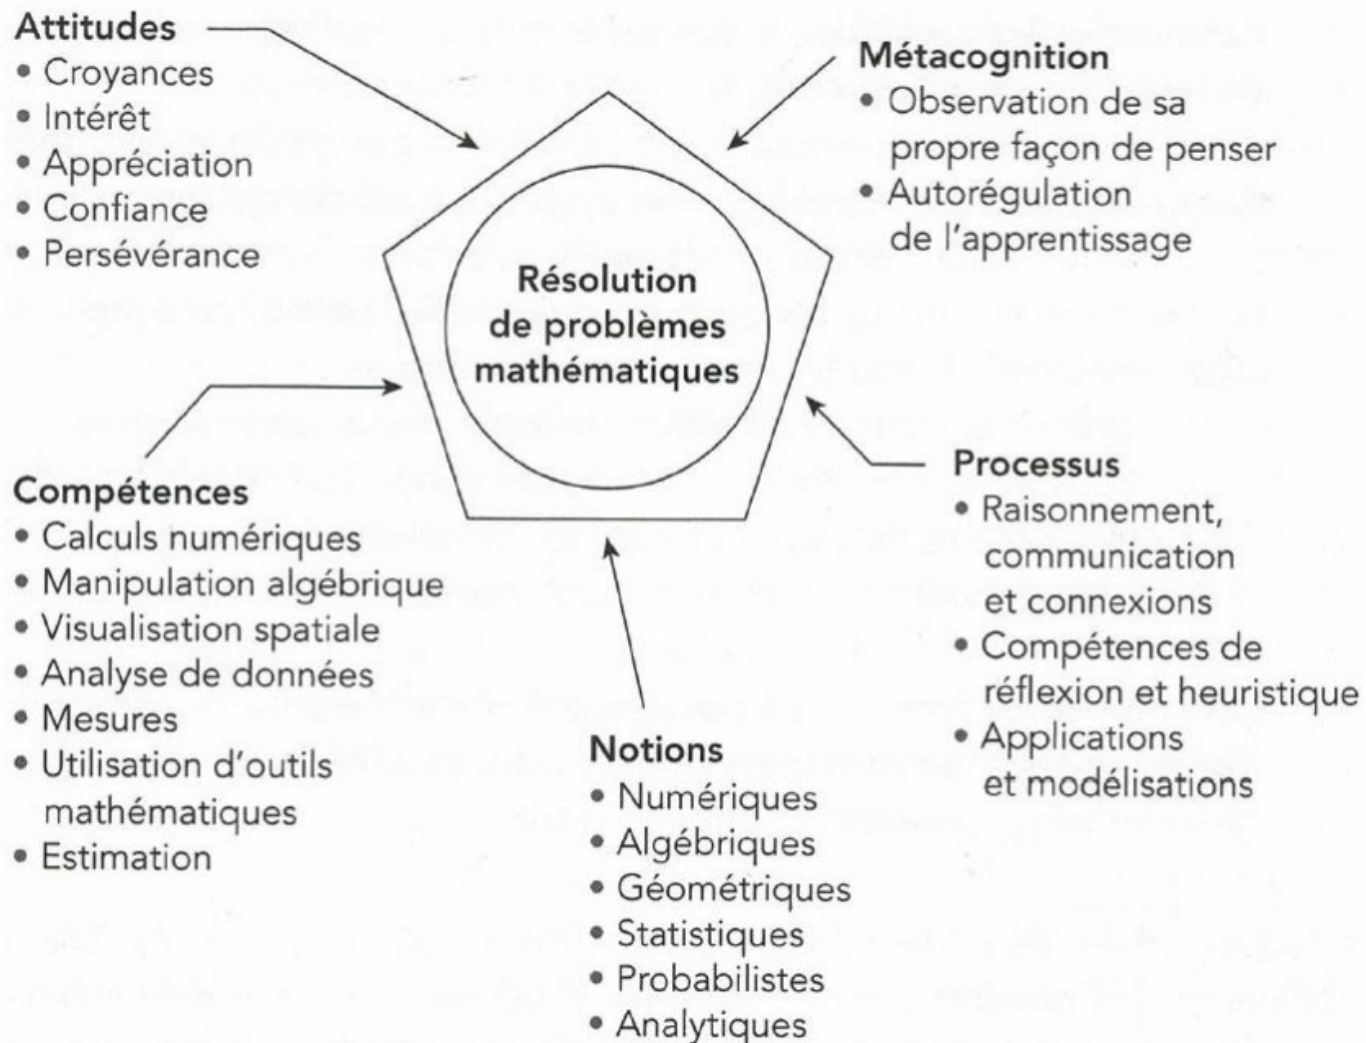 Attitudes
• Croyances
• Intérêt
• Appréciation
• Confiance
• Persévérance
Métacognition
• Observation de sa
propre façon de penser
• Autorégulation
de l'apprentissage
Résolution
de problèmes
mathématiques
Compétences
• Calculs numériques
• Manipulation algébrique
• Visualisation spatiale
• Analyse de données
• Mesures
• Utilisation d'outils
mathématiques
• Estimation
Processus
• Raisonnement,
communication
et connexions
• Compétences de
réflexion et heuristique
• Applications
et modélisations
Notions
• Numériques
• Algébriques
• Géométriques
• Statistiques
• Probabilistes
• Analytiques